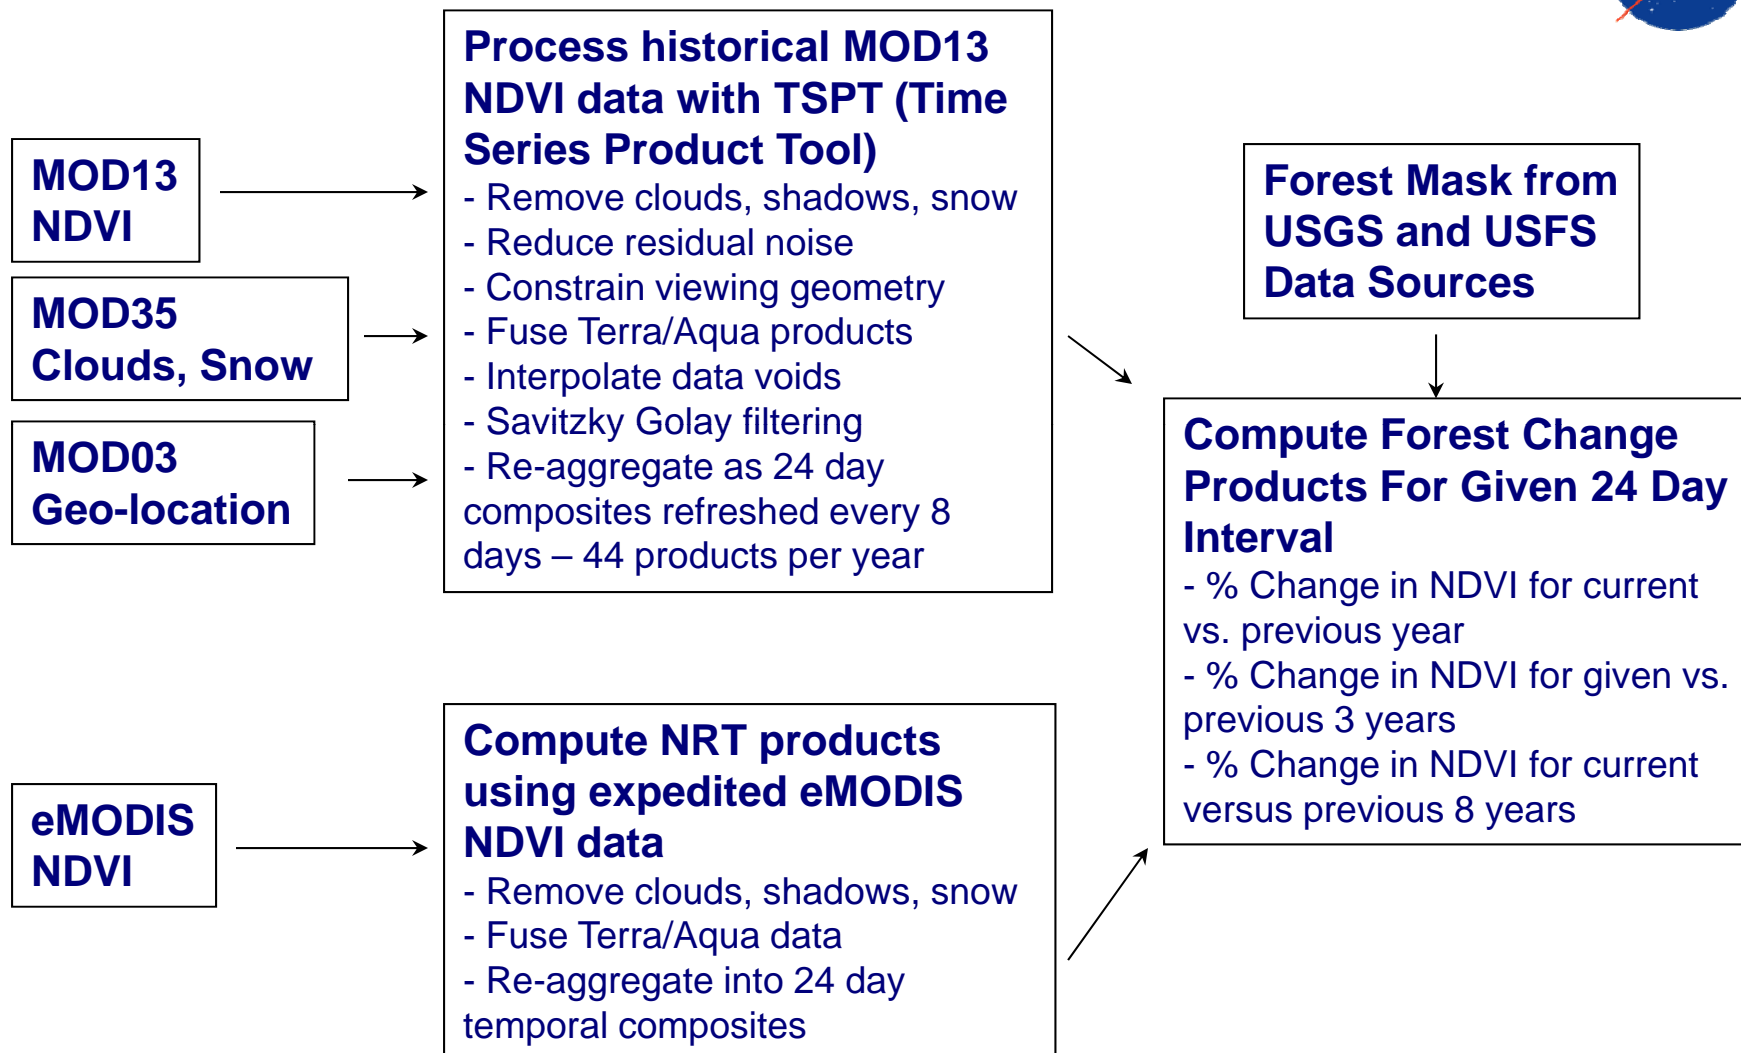 MOD13
NDVI
MOD35
Clouds, Snow
MOD03
Geo-location
Process historical MOD13
NDVI data with TSPT (Time
Series Product Tool)
- Remove clouds, shadows, snow
- Reduce residual noise
- Constrain viewing geometry
- Fuse Terra/Aqua products
- Interpolate data voids
- Savitzky Golay filtering
- Re-aggregate as 24 day
composites refreshed every 8
days – 44 products per year
Forest Mask from
USGS and USFS
Data Sources
Compute Forest Change
Products For Given 24 Day
Interval
- % Change in NDVI for current
vs. previous year
- % Change in NDVI for given vs.
previous 3 years
- % Change in NDVI for current
versus previous 8 years
eMODIS
NDVI
Compute NRT products
using expedited eMODIS
NDVI data
- Remove clouds, shadows, snow
- Fuse Terra/Aqua data
- Re-aggregate into 24 day
temporal composites